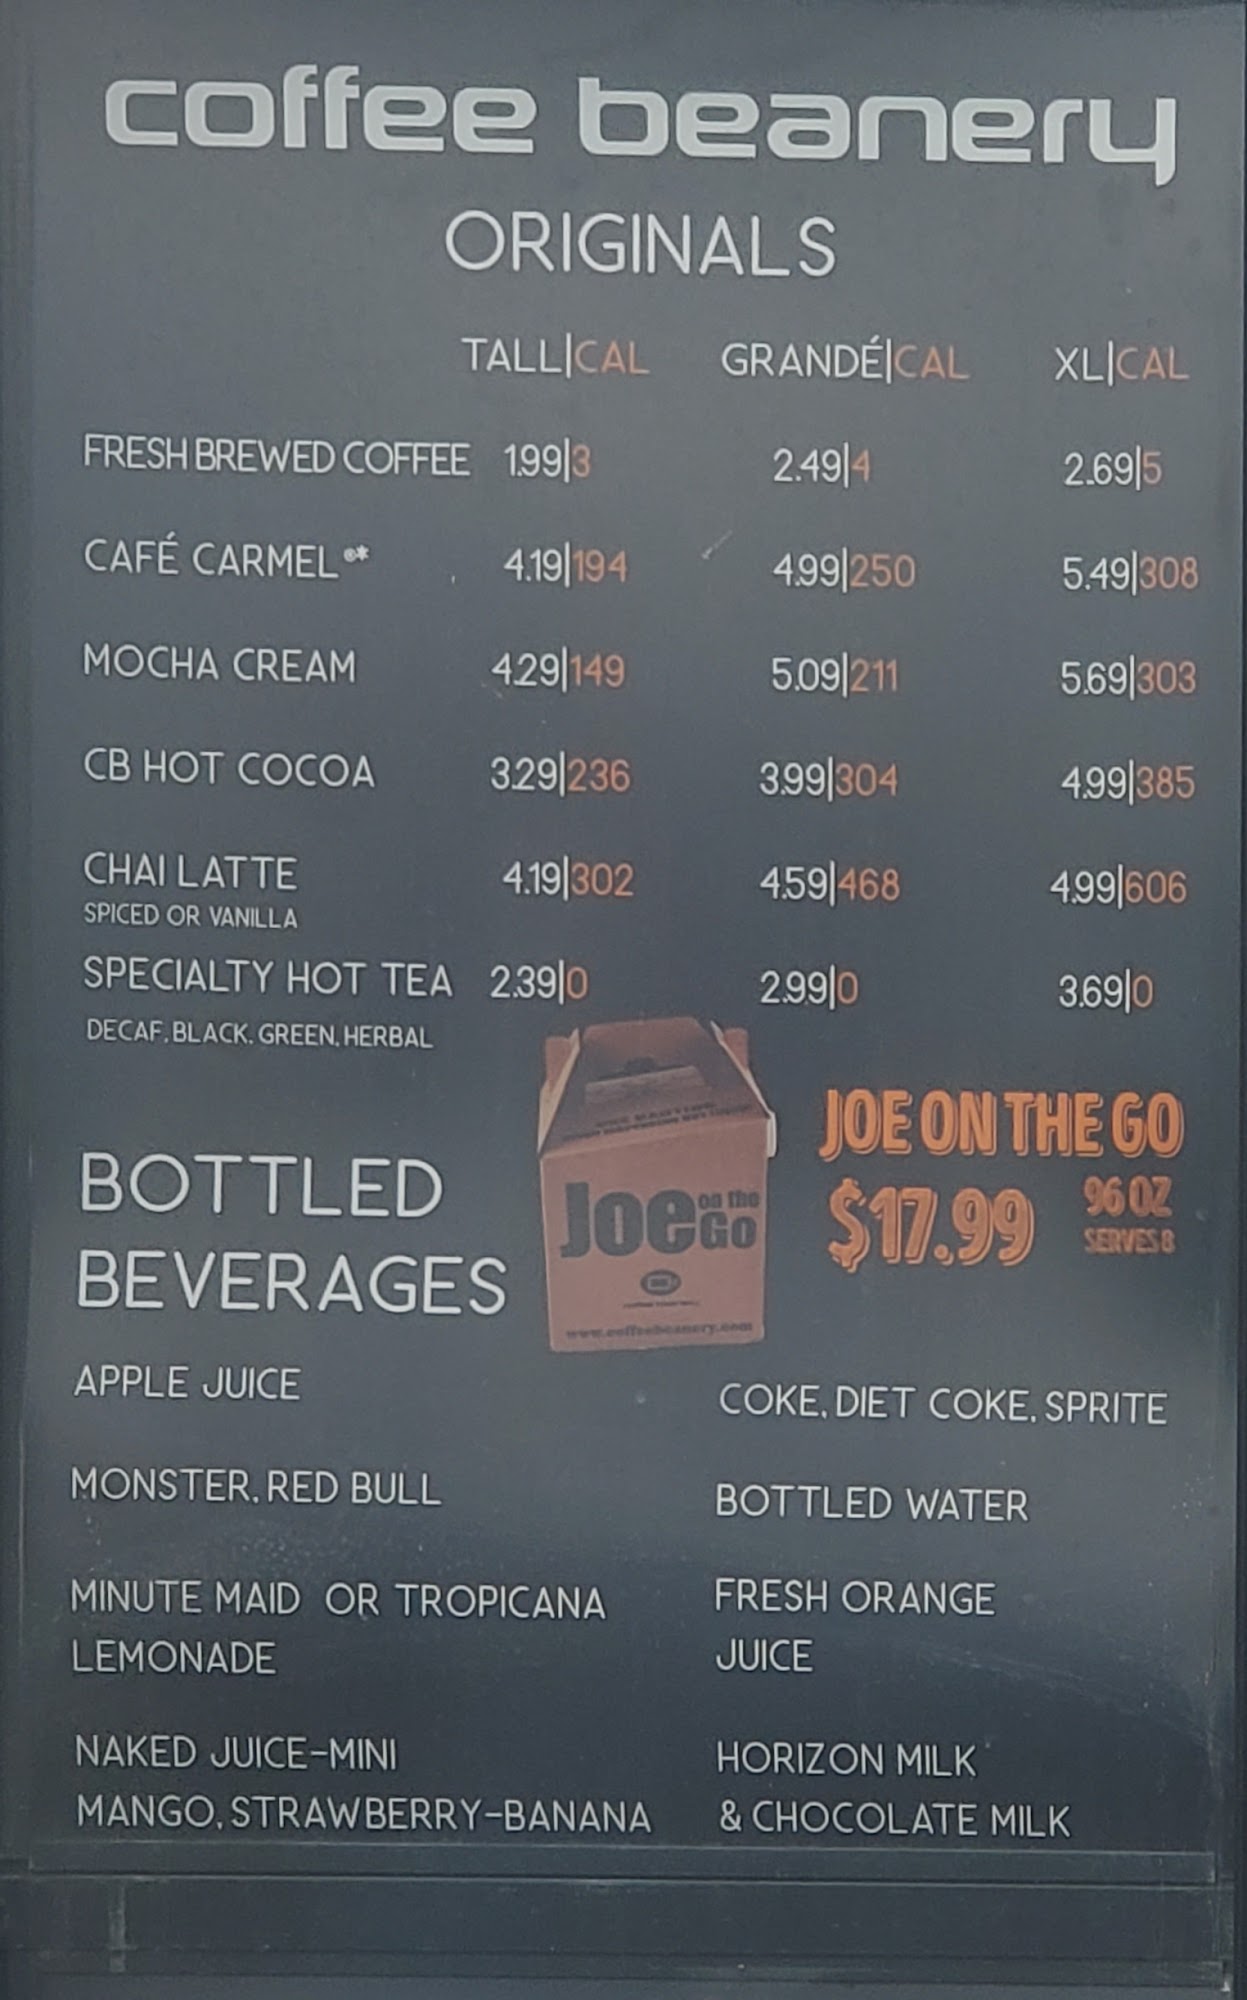 coffee beanery
ORIGINALS
TALL|CAL GRANDÉ|CAL XL|CAL
FRESH BREWED COFFEE 1.99|3 2.49|4 2.69|5
CAFÉ CARMEL®* 4.19|194 4.99|250 5.49|308
MOCHA CREAM 4.29|149 5.09|211 5.69|303
CB HOT COCOA 3.29|236 3.99|304 4.99|385
CHAI LATTE 4.19|302 4.59|468 4.99|606
SPICED OR VANILLA
SPECIALTY HOT TEA 2.39|0 2.99|0 3.69|0
DECAF, BLACK, GREEN, HERBAL
JOE ON THE GO
$17.99 96 OZ
SERVES 8
Joe on the GO
www.coffeebeanery.com
BOTTLED
BEVERAGES
APPLE JUICE
COKE, DIET COKE, SPRITE
MONSTER, RED BULL
BOTTLED WATER
MINUTE MAID OR TROPICANA
LEMONADE
FRESH ORANGE
JUICE
NAKED JUICE-MINI
MANGO, STRAWBERRY-BANANA
HORIZON MILK
& CHOCOLATE MILK